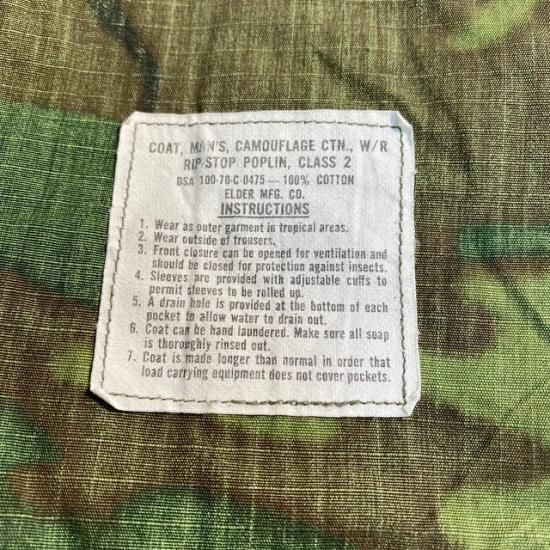 COAT, MAN'S, CAMOUFLAGE CTN., W/R
RIP-STOP POPLIN, CLASS 2
DSA 100-70-C-0475 — 100% COTTON
ELDER MFG. CO.
INSTRUCTIONS
1. Wear as outer garment in tropical areas.
2. Wear outside of trousers.
3. Front closure can be opened for ventilation and
should be closed for protection against insects.
4. Sleeves are provided with adjustable cuffs to
permit sleeves to be rolled up.
5. A drain hole is provided at the bottom of each
pocket to allow water to drain out.
6. Coat can be hand laundered. Make sure all soap
is thoroughly rinsed out.
7. Coat is made longer than normal in order that
load carrying equipment does not cover pockets.